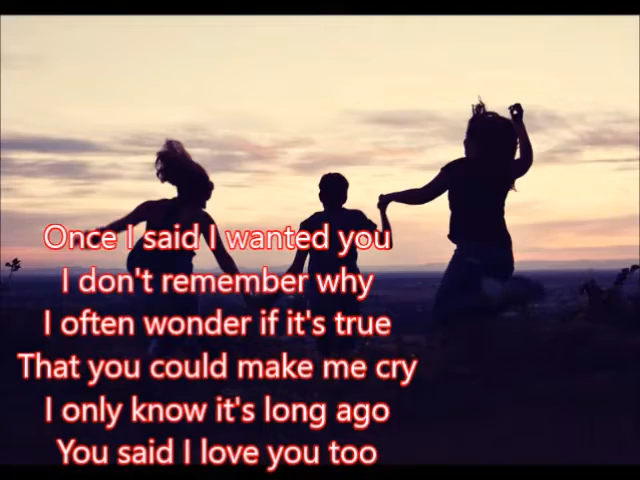 Once I said I wanted you
I don't remember why
I often wonder if it's true
That you could make me cry
I only know it's long ago
You said I love you too